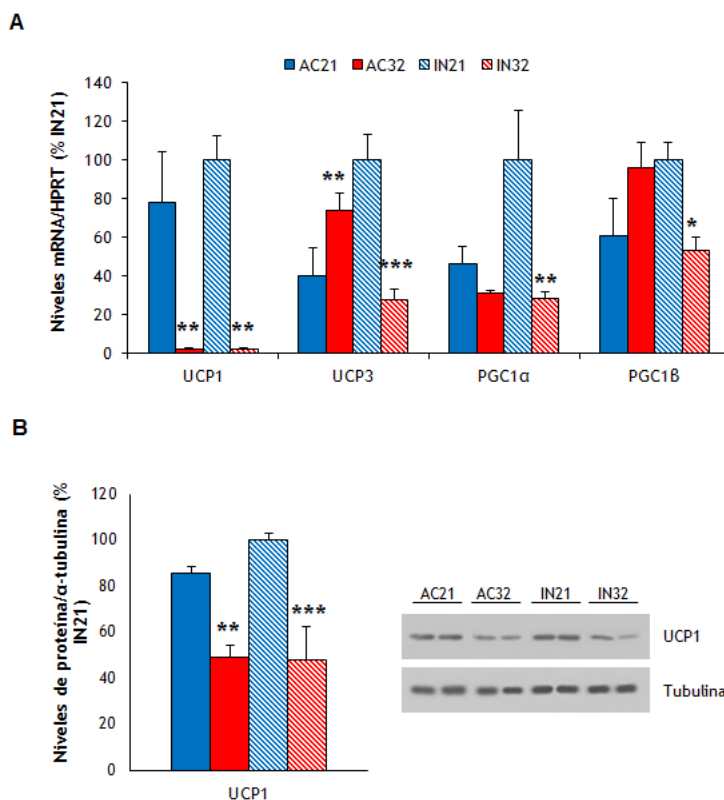 A
AC21 AC32 IN21 IN32
Niveles mRNA/HPRT (% IN21)
140
120
100
80
60
40
20
0
** ** ** *** ** *
UCP1 UCP3 PGC1α PGC1β
B
Niveles de proteína/α-tubulina (%
IN21)
120
100
80
60
40
20
0
** ***
UCP1
AC21 AC32 IN21 IN32
UCP1
Tubulina